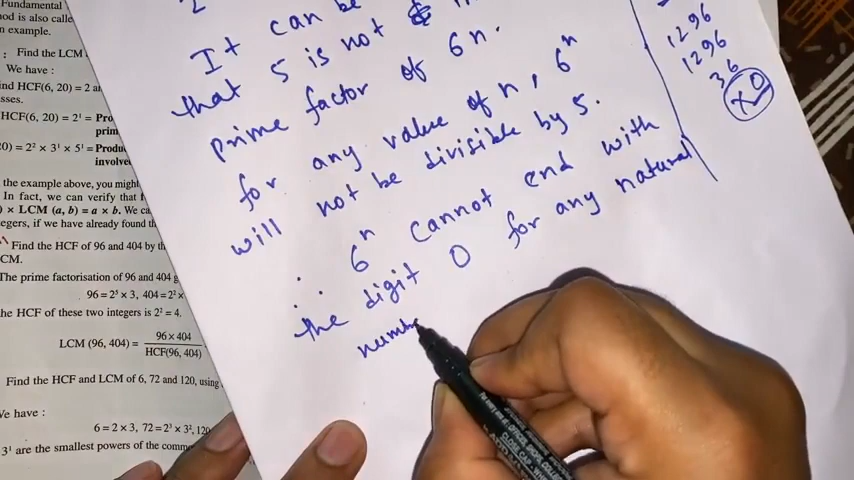 Fundamental
nod is also called
n example.
: Find the LCM
We have :
ind HCF(6, 20) = 2 a
sses.
HCF(6, 20) = 2¹ = Pro
prim
20) = 2² × 3¹ × 5¹ = Produ
involve
the example above, you might
In fact, we can verify that f
) × LCM (a, b) = a × b. We ca
egers, if we have already found th
Find the HCF of 96 and 404 by th
CM.
The prime factorisation of 96 and 404 g
96 = 2⁵ × 3, 404 = 2² ×
he HCF of these two integers is 2² = 4.
LCM (96, 404) = 96 × 404 / HCF(96, 404)
Find the HCF and LCM of 6, 72 and 120, using
We have :
6 = 2 × 3, 72 = 2³ × 3², 120
3¹ are the smallest powers of the comm
2
It can be
that 5 is not
prime factor of 6n.
for any value of n, 6ⁿ
will not be divisible by 5.
∴ 6ⁿ cannot end with
the digit 0 for any natural
numbe
1296
1296
36
×0